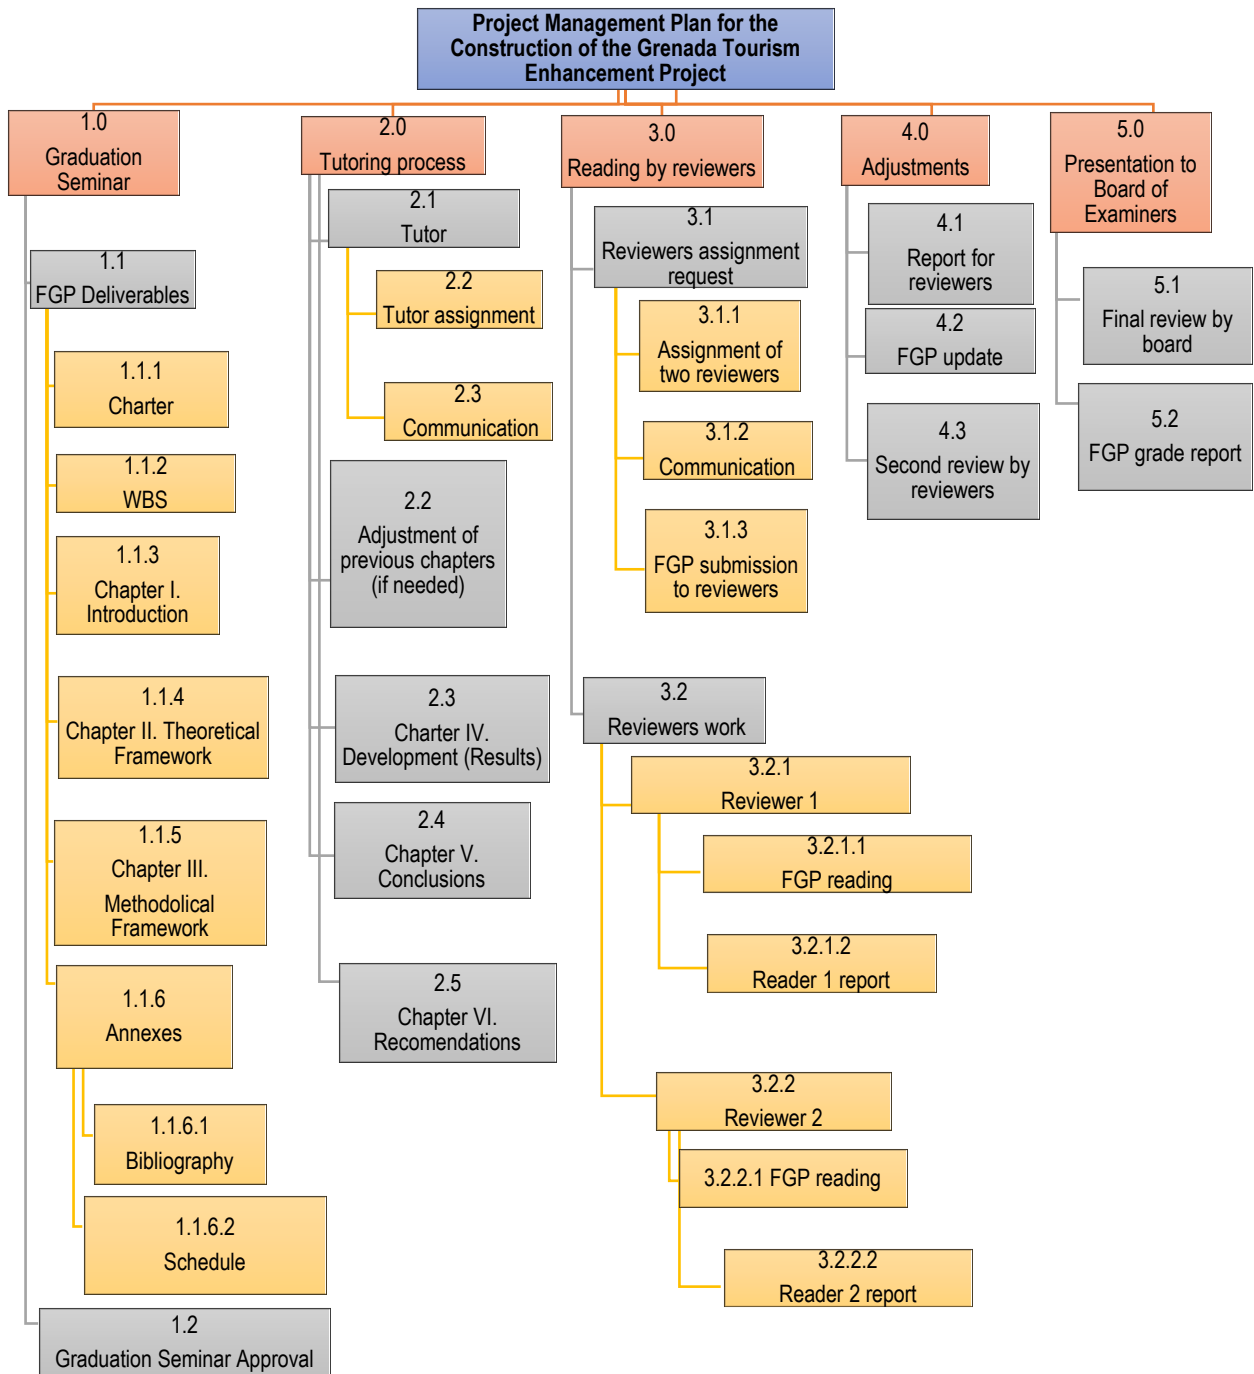 Project Management Plan for the
Construction of the Grenada Tourism
Enhancement Project
1.0
Graduation
Seminar
1.1
FGP Deliverables
1.1.1
Charter
1.1.2
WBS
1.1.3
Chapter I.
Introduction
1.1.4
Chapter II. Theoretical
Framework
1.1.5
Chapter III.
Methodolical
Framework
1.1.6
Annexes
1.1.6.1
Bibliography
1.1.6.2
Schedule
1.2
Graduation Seminar Approval
2.0
Tutoring process
2.1
Tutor
2.2
Tutor assignment
2.3
Communication
2.2
Adjustment of
previous chapters
(if needed)
2.3
Charter IV.
Development (Results)
2.4
Chapter V.
Conclusions
2.5
Chapter VI.
Recomendations
3.0
Reading by reviewers
3.1
Reviewers assignment
request
3.1.1
Assignment of
two reviewers
3.1.2
Communication
3.1.3
FGP submission
to reviewers
3.2
Reviewers work
3.2.1
Reviewer 1
3.2.1.1
FGP reading
3.2.1.2
Reader 1 report
3.2.2
Reviewer 2
3.2.2.1 FGP reading
3.2.2.2
Reader 2 report
4.0
Adjustments
4.1
Report for
reviewers
4.2
FGP update
4.3
Second review by
reviewers
5.0
Presentation to
Board of
Examiners
5.1
Final review by
board
5.2
FGP grade report